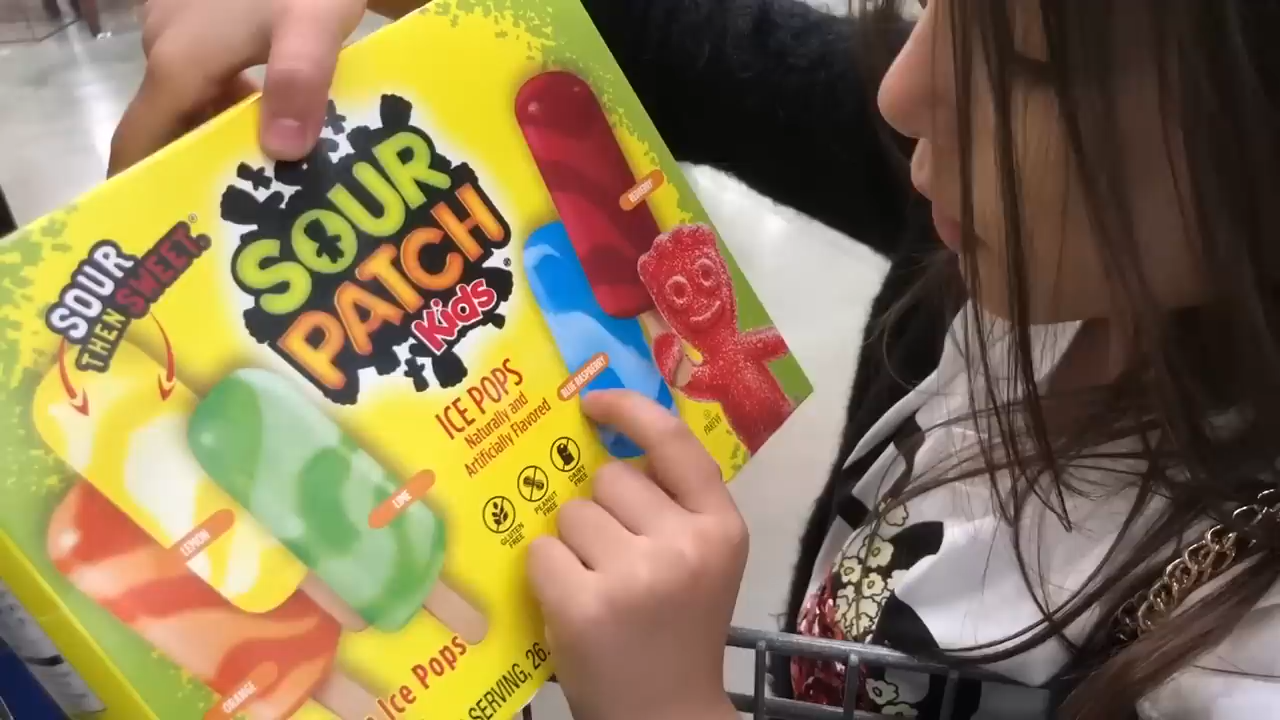 SOUR
THEN SWEET.®
SOUR
PATCH
Kids®
ICE POPS
Naturally and
Artificially Flavored
GLUTEN
FREE
PEANUT
FREE
DAIRY
FREE
BLUE RASPBERRY
PAREVE
LIME
LEMON
ORANGE
Ice Pops
SERVING, 26